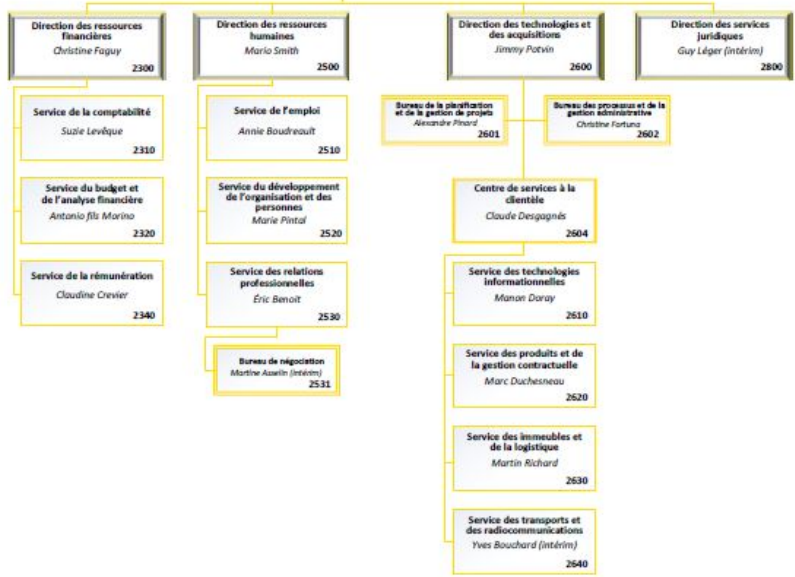 Direction des ressources
financières
Christine Faguy
2300
Direction des ressources
humaines
Mario Smith
2500
Direction des technologies et
des acquisitions
Jimmy Potvin
2600
Direction des services
juridiques
Guy Léger (intérim)
2800
Service de la comptabilité
Suzie Levêque
2310
Service du budget et
de l'analyse financière
Antonio fils Marino
2320
Service de la rémunération
Claudine Crevier
2340
Service de l'emploi
Annie Boudreault
2510
Service du développement
de l'organisation et des
personnes
Marie Pintal
2520
Service des relations
professionnelles
Éric Benoit
2530
Bureau de négociation
Martine Asselin (intérim)
2531
Bureau de la planification
et de la gestion de projets
Alexandre Pinard
2601
Bureau des processus et de la
gestion administrative
Christine Fortuna
2602
Centre de services à la
clientèle
Claude Desgagnés
2604
Service des technologies
informationnelles
Manon Doray
2610
Service des produits et de
la gestion contractuelle
Marc Duchesneau
2620
Service des immeubles et
de la logistique
Martin Richard
2630
Service des transports et
des radiocommunications
Yves Bouchard (intérim)
2640